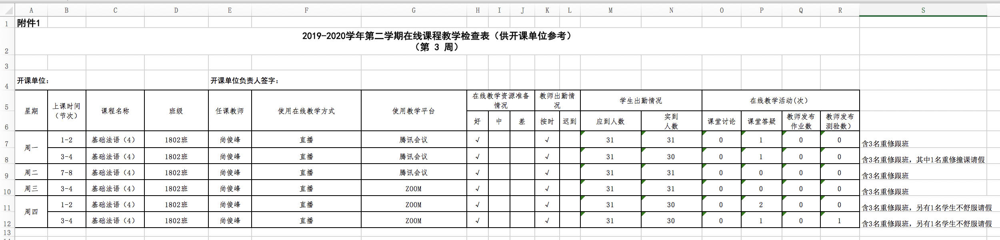 A B C D E F G H I J K L M N O P Q R S
1 附件1
2019-2020学年第二学期在线课程教学检查表（供开课单位参考）
2 （第 3 周）
3
4 开课单位： 开课单位负责人签字：
在线教学资源准备情况 教师出勤情况 学生出勤情况 在线教学活动(次)
5 星期 上课时间（节次） 课程名称 班级 任课教师 使用在线教学方式 使用教学平台
6 好 中 差 按时 迟到 应到人数 实到人数 课堂讨论 课堂答疑 教师发布作业数 教师发布测验数）
7 周一 1-2 基础法语（4） 1802班 尚俊峰 直播 腾讯会议 √ √ 31 31 0 1 0 0 含3名重修跟班
8 3-4 基础法语（4） 1802班 尚俊峰 直播 腾讯会议 √ √ 31 30 0 1 0 0 含3名重修跟班，其中1名重修撞课请假
9 周二 7-8 基础法语（4） 1802班 尚俊峰 直播 腾讯会议 √ √ 31 31 0 0 0 0 含3名重修跟班
10 周三 3-4 基础法语（4） 1802班 尚俊峰 直播 ZOOM √ √ 31 31 0 0 0 0 含3名重修跟班
11 周四 1-2 基础法语（4） 1802班 尚俊峰 直播 ZOOM √ √ 31 30 0 2 0 0 含3名重修跟班，另有1名学生不舒服请假
12 3-4 基础法语（4） 1802班 尚俊峰 直播 ZOOM √ √ 31 30 0 1 0 1 含3名重修跟班，另有1名学生不舒服请假
13